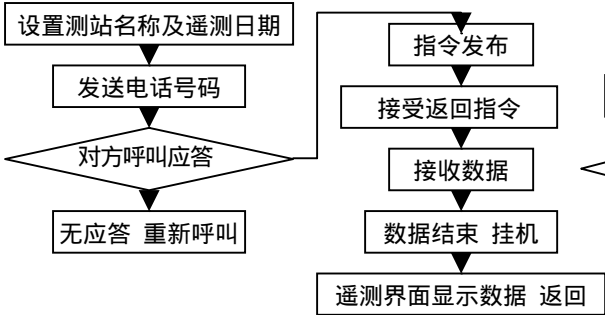 设置测站名称及遥测日期
发送电话号码
对方呼叫应答
无应答 重新呼叫
指令发布
接受返回指令
接收数据
数据结束 挂机
遥测界面显示数据 返回